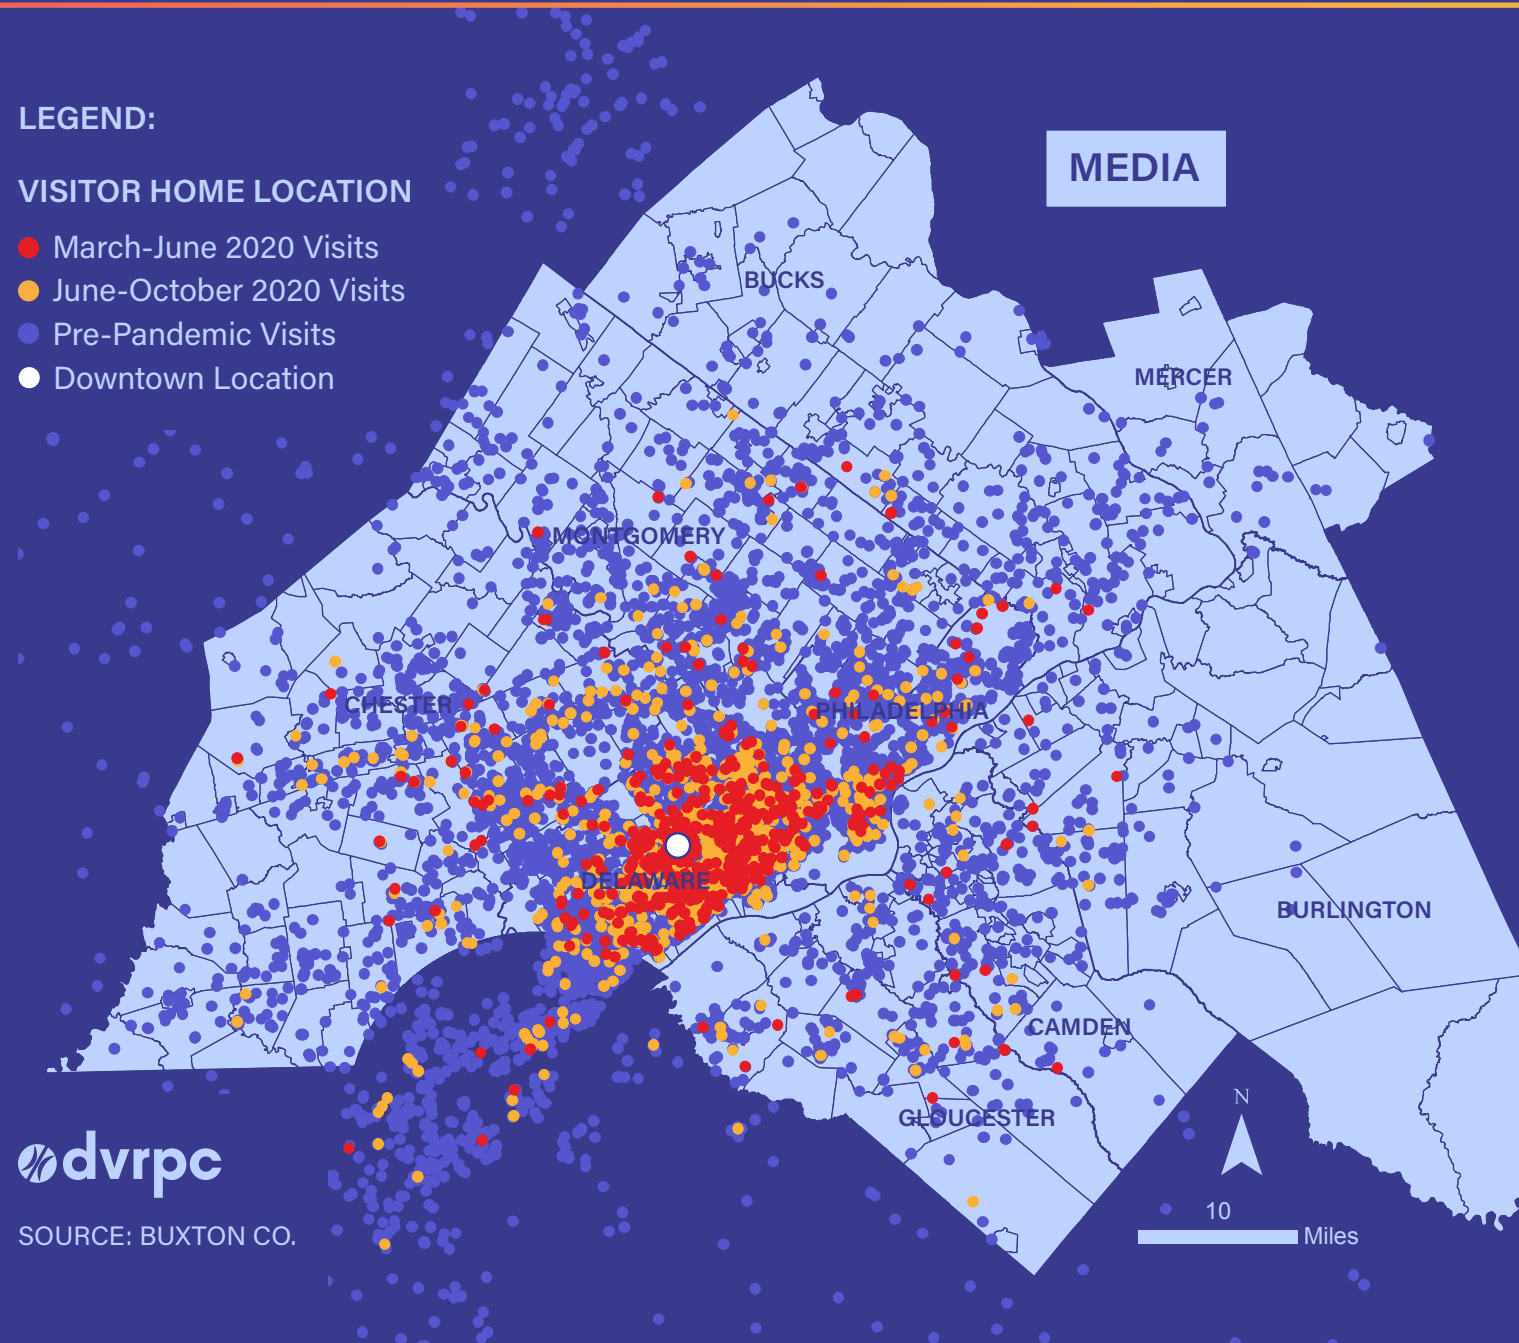 LEGEND:
MEDIA
VISITOR HOME LOCATION
March-June 2020 Visits
June-October 2020 Visits
Pre-Pandemic Visits
Downtown Location
BUCKS
MERCER
MONTGOMERY
CHESTER
PHILADELPHIA
DELAWARE
BURLINGTON
CAMDEN
GLOUCESTER
N
dvrpc
10
Miles
SOURCE: BUXTON CO.